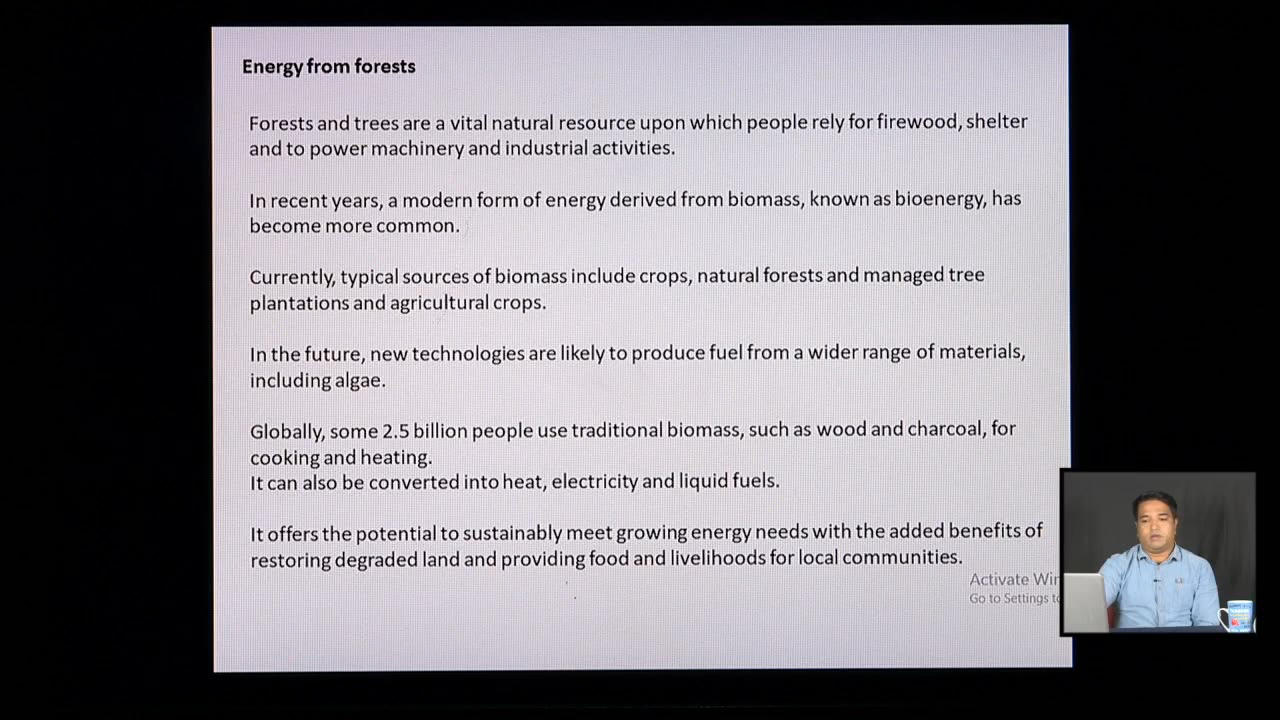 Energy from forests
Forests and trees are a vital natural resource upon which people rely for firewood, shelter
and to power machinery and industrial activities.
In recent years, a modern form of energy derived from biomass, known as bioenergy, has
become more common.
Currently, typical sources of biomass include crops, natural forests and managed tree
plantations and agricultural crops.
In the future, new technologies are likely to produce fuel from a wider range of materials,
including algae.
Globally, some 2.5 billion people use traditional biomass, such as wood and charcoal, for
cooking and heating.
It can also be converted into heat, electricity and liquid fuels.
It offers the potential to sustainably meet growing energy needs with the added benefits of
restoring degraded land and providing food and livelihoods for local communities.
Activate Wi
Go to Settings t